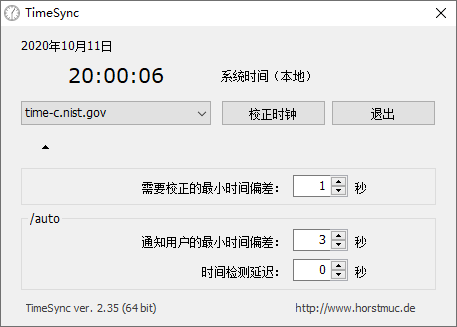 TimeSync
2020年10月11日
20:00:06 系统时间（本地）
time-c.nist.gov 校正时钟 退出
需要校正的最小时间偏差： 1 秒
/auto
通知用户的最小时间偏差： 3 秒
时间检测延迟： 0 秒
TimeSync ver. 2.35 (64 bit) http://www.horstmuc.de